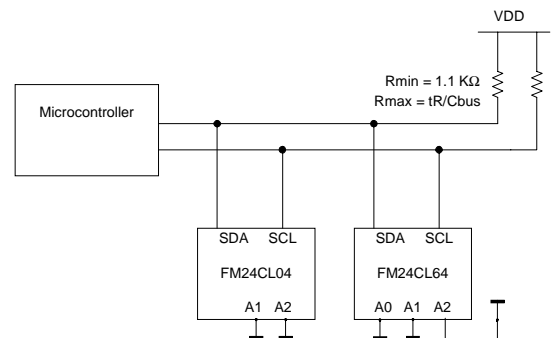 VDD
Rmin = 1.1 KΩ
Rmax = tR/Cbus
Microcontroller
SDA SCL
SDA SCL
FM24CL04
FM24CL64
A1 A2
A0 A1 A2